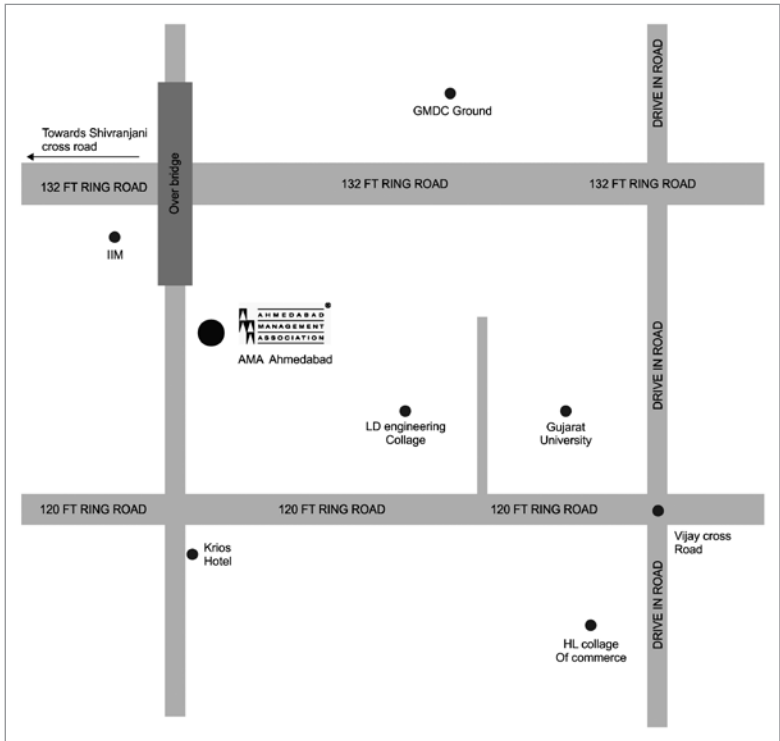 DRIVE IN ROAD
GMDC Ground
Towards Shivranjani
cross road
Over bridge
132 FT RING ROAD
132 FT RING ROAD
132 FT RING ROAD
IIM
AHMEDABAD
MANAGEMENT
ASSOCIATION
AMA Ahmedabad
DRIVE IN ROAD
LD engineering
Collage
Gujarat
University
120 FT RING ROAD
120 FT RING ROAD
120 FT RING ROAD
Vijay cross
Road
Krios
Hotel
DRIVE IN ROAD
HL collage
Of commerce